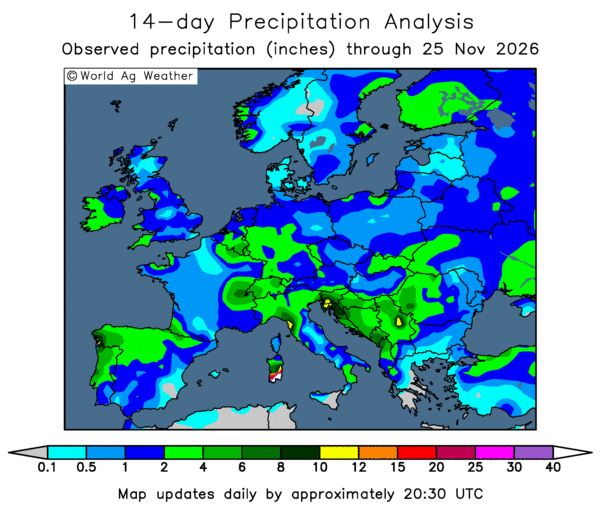 14-day Precipitation Analysis
Observed precipitation (inches) through 25 Nov 2026
© World Ag Weather
0.1 0.5 1 2 4 6 8 10 12 15 20 25 30 40
Map updates daily by approximately 20:30 UTC